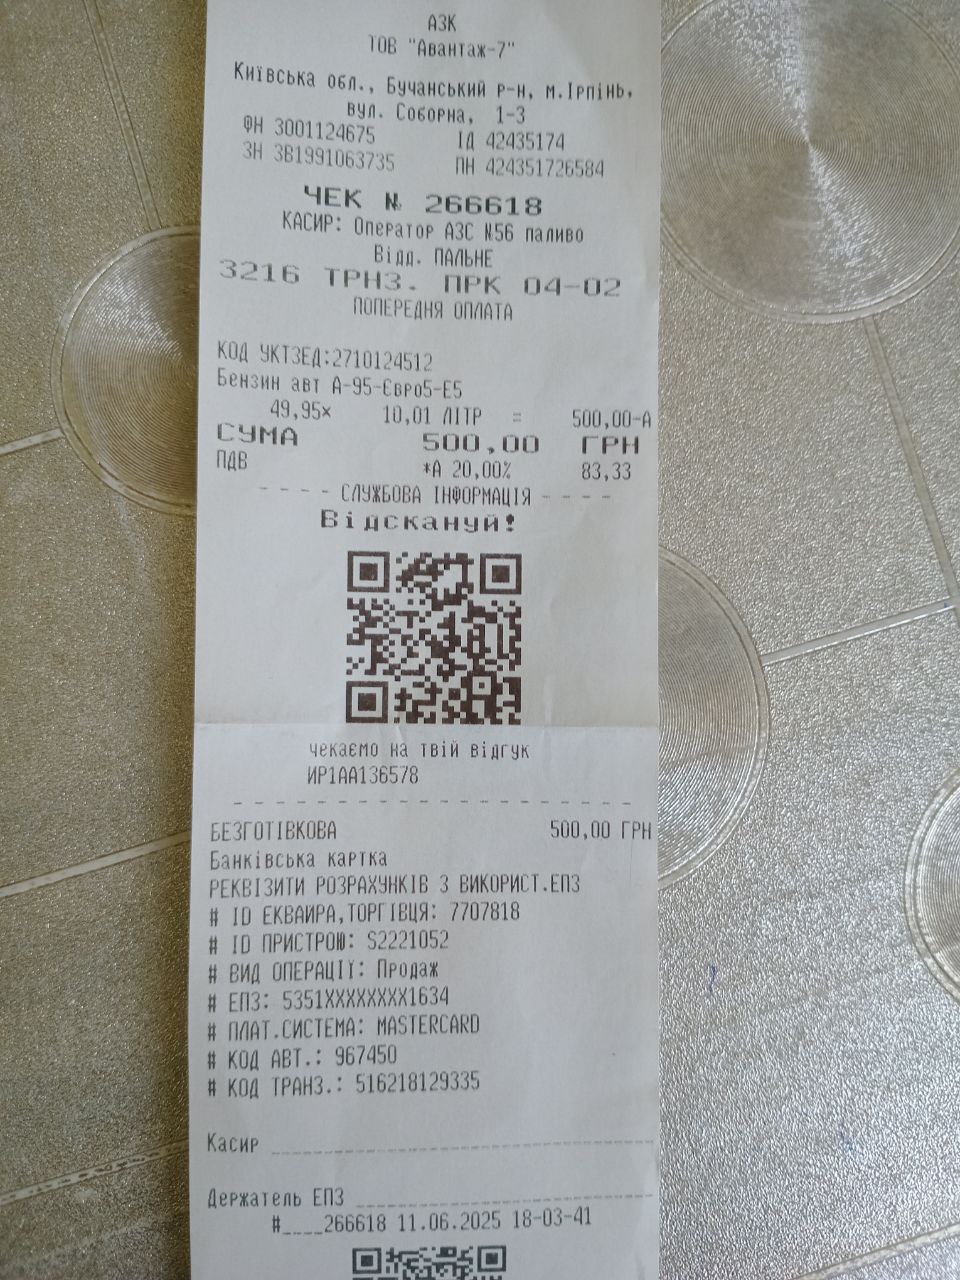 АЗК
ТОВ "Авантаж-7"
Київська обл., Бучанський р-н, м.Ірпінь,
вул. Соборна, 1-3
ФН 3001124675 ІД 42435174
ЗН ЗВ1991063735 ПН 424351726584
ЧЕК № 266618
КАСИР: Оператор АЗС №56 паливо
Відд. ПАЛЬНЕ
3216 ТРНЗ. ПРК 04-02
ПОПЕРЕДНЯ ОПЛАТА
КОД УКТЗЕД:2710124512
Бензин авт А-95-Євро5-Е5
49,95× 10,01 ЛІТР = 500,00-А
СУМА 500,00 ГРН
ПДВ *А 20,00% 83,33
- - - - СЛУЖБОВА ІНФОРМАЦІЯ - - - -
Відскануй!
чекаємо на твій відгук
ИР1АА136578
БЕЗГОТІВКОВА 500,00 ГРН
Банківська картка
РЕКВІЗИТИ РОЗРАХУНКІВ З ВИКОРИСТ.ЕПЗ
# ID ЕКВАЙРА,ТОРГІВЦЯ: 7707818
# ID ПРИСТРОЮ: S2221052
# ВИД ОПЕРАЦІЇ: Продаж
# ЕПЗ: 5351XXXXXXXX1634
# ПЛАТ.СИСТЕМА: MASTERCARD
# КОД АВТ.: 967450
# КОД ТРАНЗ.: 516218129335
Касир
Держатель ЕПЗ
#____266618 11.06.2025 18-03-41